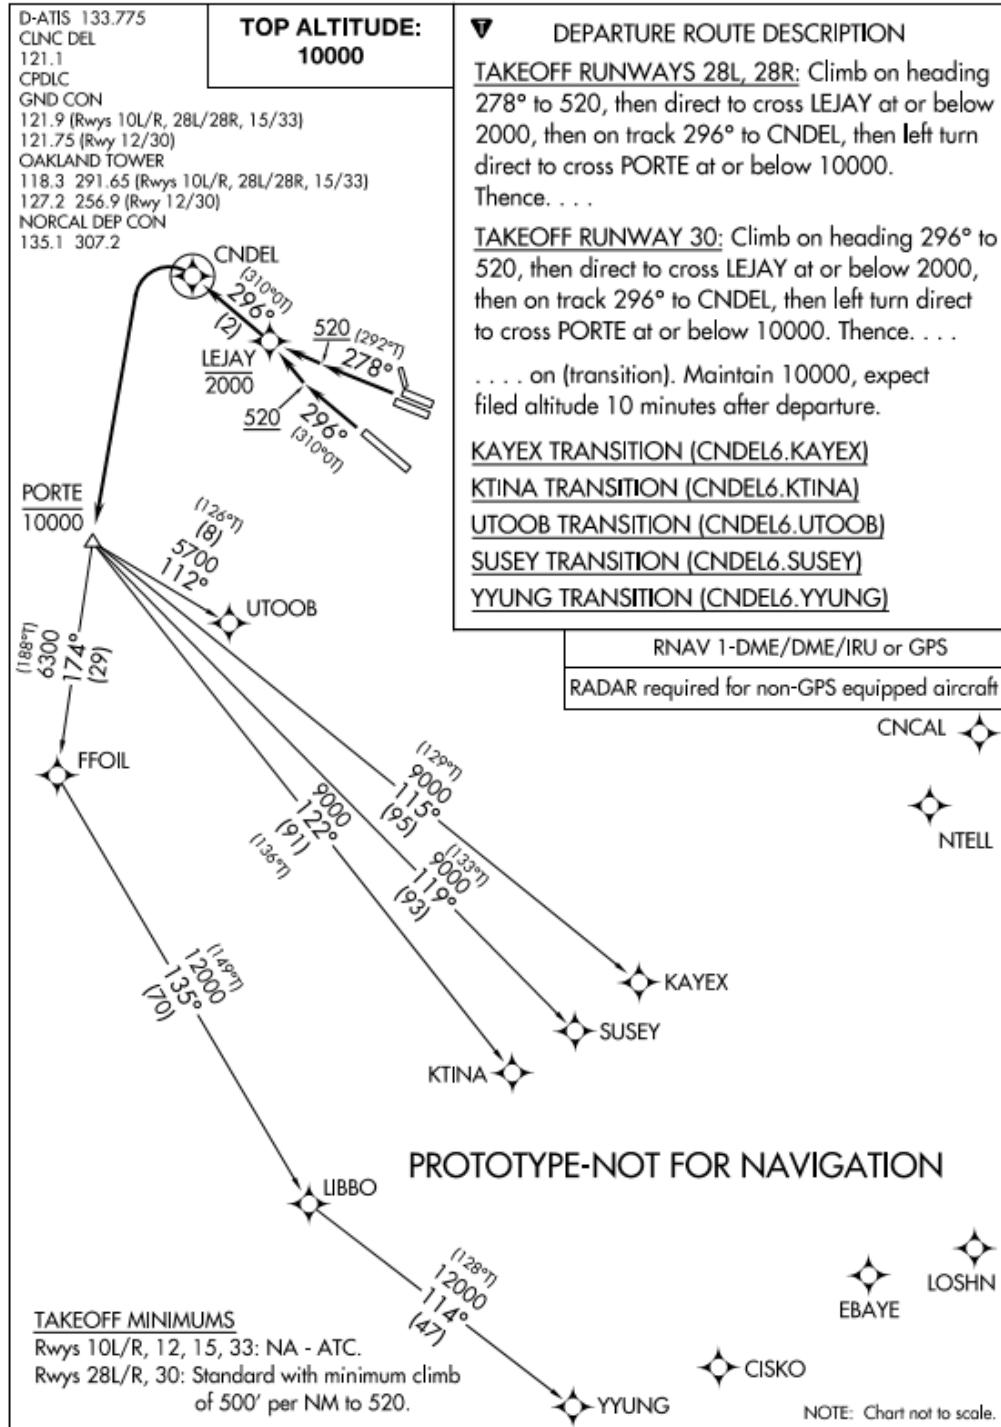 D-ATIS 133.775
CLNC DEL
121.1
CPDLC
GND CON
121.9 (Rwys 10L/R, 28L/28R, 15/33)
121.75 (Rwy 12/30)
OAKLAND TOWER
118.3 291.65 (Rwys 10L/R, 28L/28R, 15/33)
127.2 256.9 (Rwy 12/30)
NORCAL DEP CON
135.1 307.2
TOP ALTITUDE:
10000
T
DEPARTURE ROUTE DESCRIPTION
TAKEOFF RUNWAYS 28L, 28R: Climb on heading
278° to 520, then direct to cross LEJAY at or below
2000, then on track 296° to CNDEL, then left turn
direct to cross PORTE at or below 10000.
Thence. . . .
TAKEOFF RUNWAY 30: Climb on heading 296° to
520, then direct to cross LEJAY at or below 2000,
then on track 296° to CNDEL, then left turn direct
to cross PORTE at or below 10000. Thence. . . .
. . . . on (transition). Maintain 10000, expect
filed altitude 10 minutes after departure.
KAYEX TRANSITION (CNDEL6.KAYEX)
KTINA TRANSITION (CNDEL6.KTINA)
UTOOB TRANSITION (CNDEL6.UTOOB)
SUSEY TRANSITION (CNDEL6.SUSEY)
YYUNG TRANSITION (CNDEL6.YYUNG)
RNAV 1-DME/DME/IRU or GPS
RADAR required for non-GPS equipped aircraft
CNDEL
(310°0T)
296°
(2)
LEJAY
2000
520 (292°T)
278°
520
296°
(310°0T)
PORTE
10000
(126°T)
(8)
5700
112°
UTOOB
(188°T)
6300
174°
(29)
FFOIL
CNCAL
NTELL
(129°T)
9000
115°
(95)
9000
122°
(91)
(136°T)
(133°T)
9000
119°
(93)
KAYEX
SUSEY
KTINA
(149°T)
12000
135°
(70)
PROTOTYPE-NOT FOR NAVIGATION
LIBBO
(128°T)
12000
114°
(47)
LOSHN
EBAYE
CISKO
YYUNG
TAKEOFF MINIMUMS
Rwys 10L/R, 12, 15, 33: NA - ATC.
Rwys 28L/R, 30: Standard with minimum climb
of 500' per NM to 520.
NOTE: Chart not to scale.